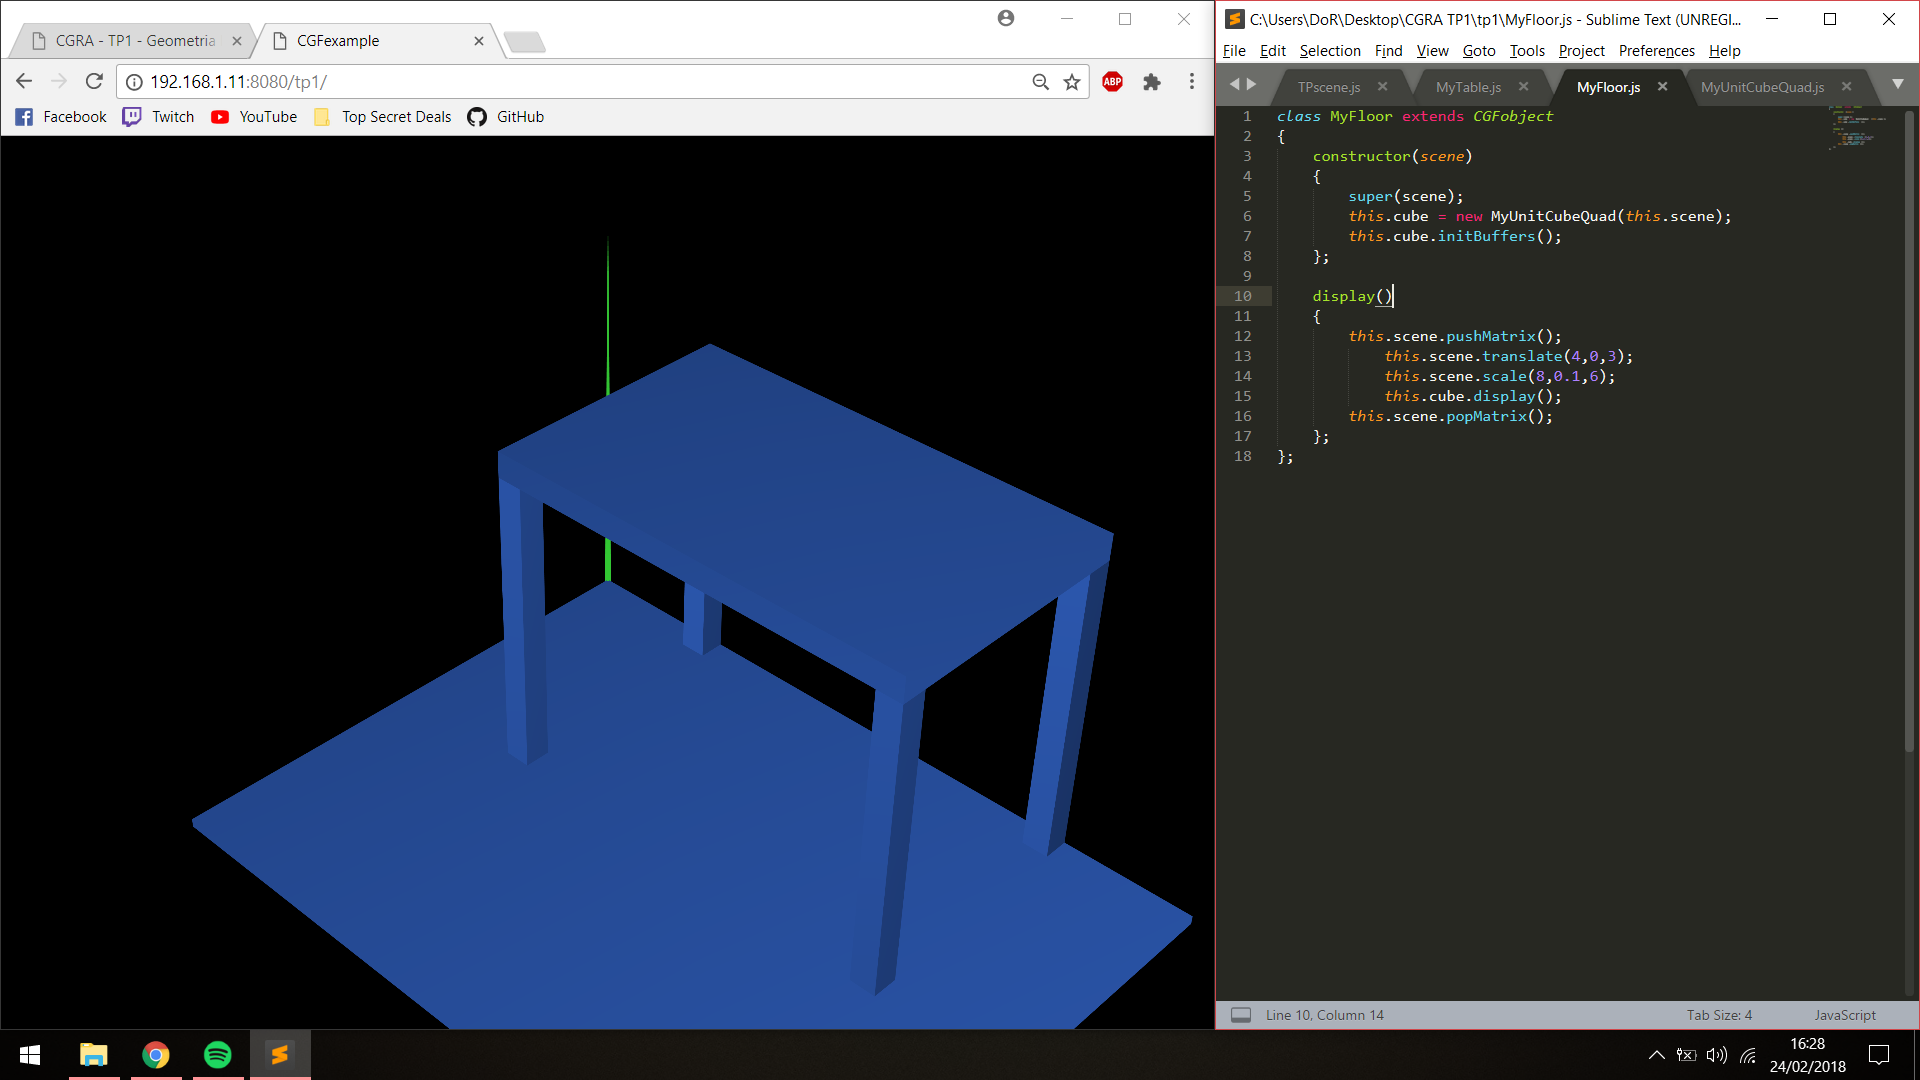 CGRA - TP1 - Geometria
CGFexample
192.168.1.11:8080/tp1/
ABP
Facebook
Twitch
YouTube
Top Secret Deals
GitHub
C:\Users\DoR\Desktop\CGRA TP1\tp1\MyFloor.js - Sublime Text (UNREGI...
File Edit Selection Find View Goto Tools Project Preferences Help
TPscene.js
MyTable.js
MyFloor.js
MyUnitCubeQuad.js
1 class MyFloor extends CGFobject
2 {
3 constructor(scene)
4 {
5 super(scene);
6 this.cube = new MyUnitCubeQuad(this.scene);
7 this.cube.initBuffers();
8 };
9
10 display()
11 {
12 this.scene.pushMatrix();
13 this.scene.translate(4,0,3);
14 this.scene.scale(8,0.1,6);
15 this.cube.display();
16 this.scene.popMatrix();
17 };
18 };
Line 10, Column 14
Tab Size: 4
JavaScript
16:28
24/02/2018